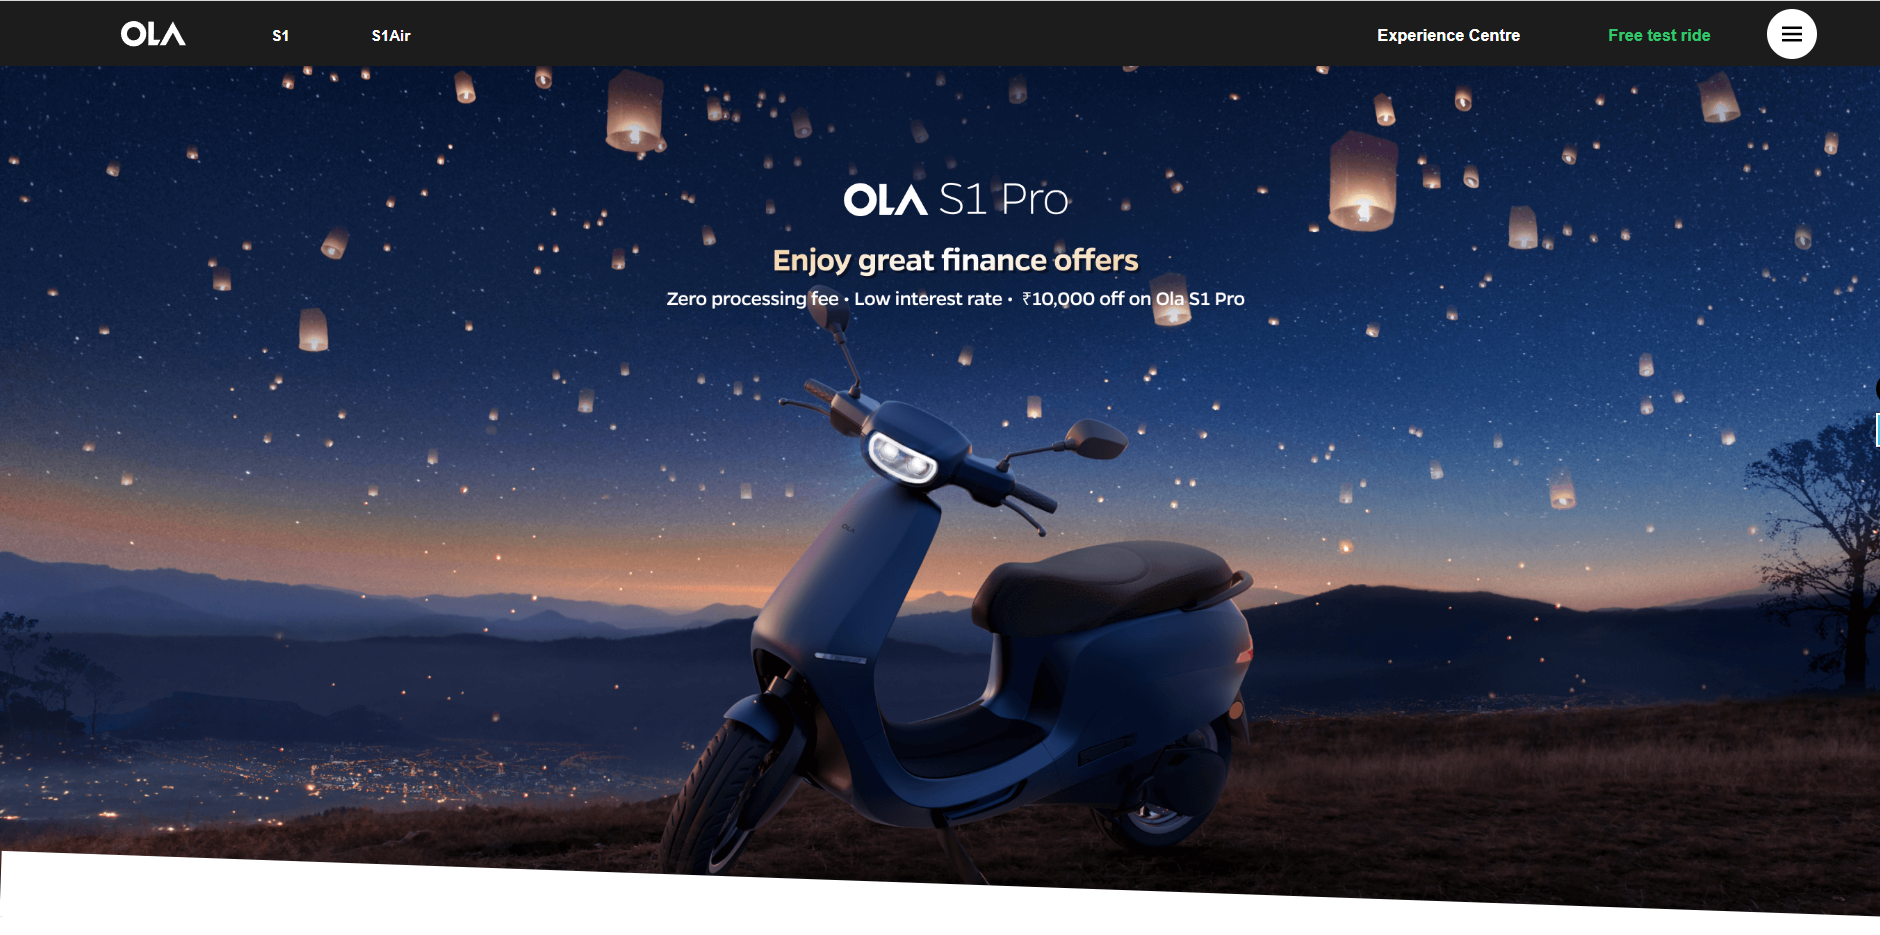 OLA S1 S1Air Experience Centre Free test ride
OLA S1 Pro
Enjoy great finance offers
Zero processing fee • Low interest rate • ₹10,000 off on Ola S1 Pro
OLA